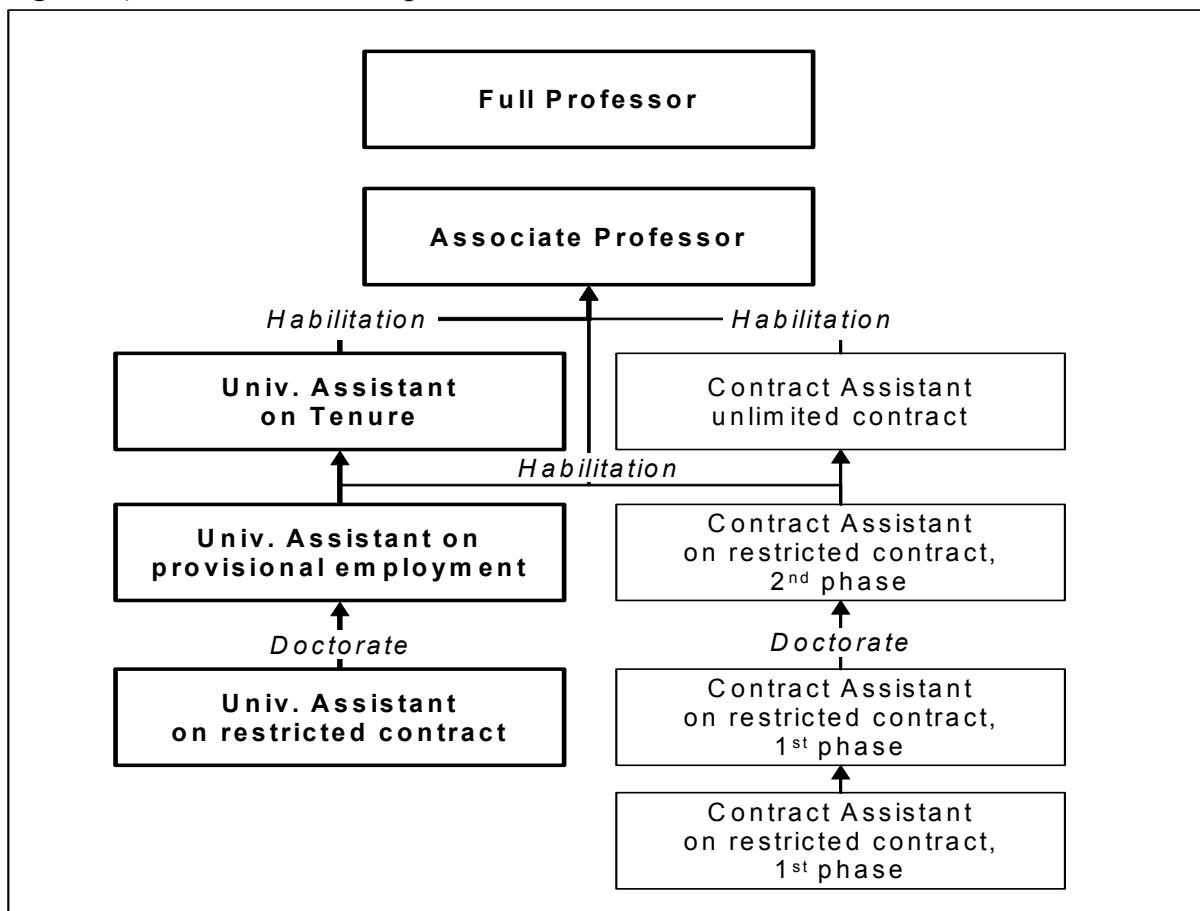 Full Professor
Associate Professor
Habilitation
Habilitation
Univ. Assistant
on Tenure
Contract Assistant
unlimited contract
Habilitation
Univ. Assistant on
provisional employment
Contract Assistant
on restricted contract,
2nd phase
Doctorate
Doctorate
Univ. Assistant
on restricted contract
Contract Assistant
on restricted contract,
1st phase
Contract Assistant
on restricted contract,
1st phase